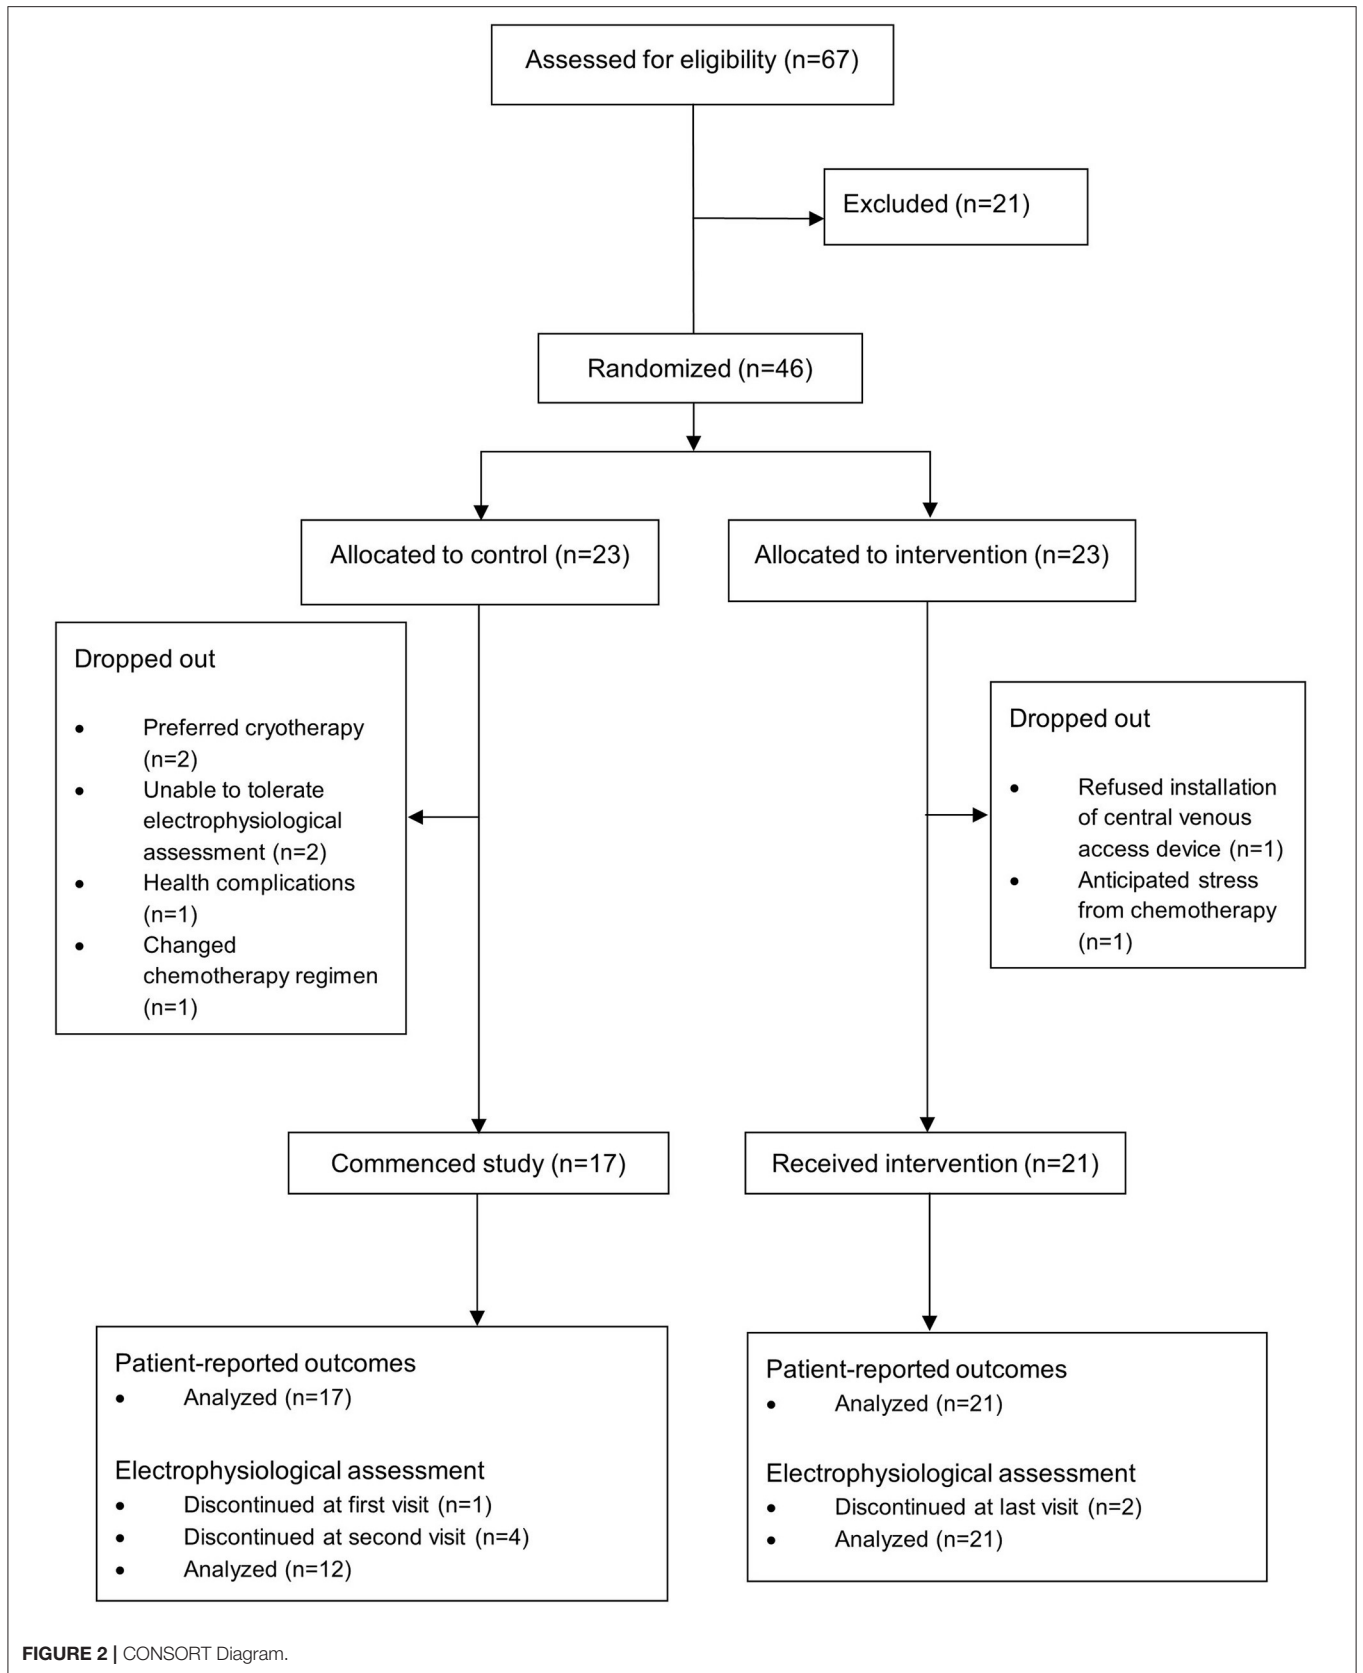 Assessed for eligibility (n=67)
Excluded (n=21)
Randomized (n=46)
Allocated to control (n=23)
Allocated to intervention (n=23)
Dropped out
• Preferred cryotherapy
(n=2)
• Unable to tolerate
electrophysiological
assessment (n=2)
• Health complications
(n=1)
• Changed
chemotherapy regimen
(n=1)
Dropped out
• Refused installation
of central venous
access device (n=1)
• Anticipated stress
from chemotherapy
(n=1)
Commenced study (n=17)
Received intervention (n=21)
Patient-reported outcomes
• Analyzed (n=17)
Electrophysiological assessment
• Discontinued at first visit (n=1)
• Discontinued at second visit (n=4)
• Analyzed (n=12)
Patient-reported outcomes
• Analyzed (n=21)
Electrophysiological assessment
• Discontinued at last visit (n=2)
• Analyzed (n=21)
FIGURE 2 | CONSORT Diagram.